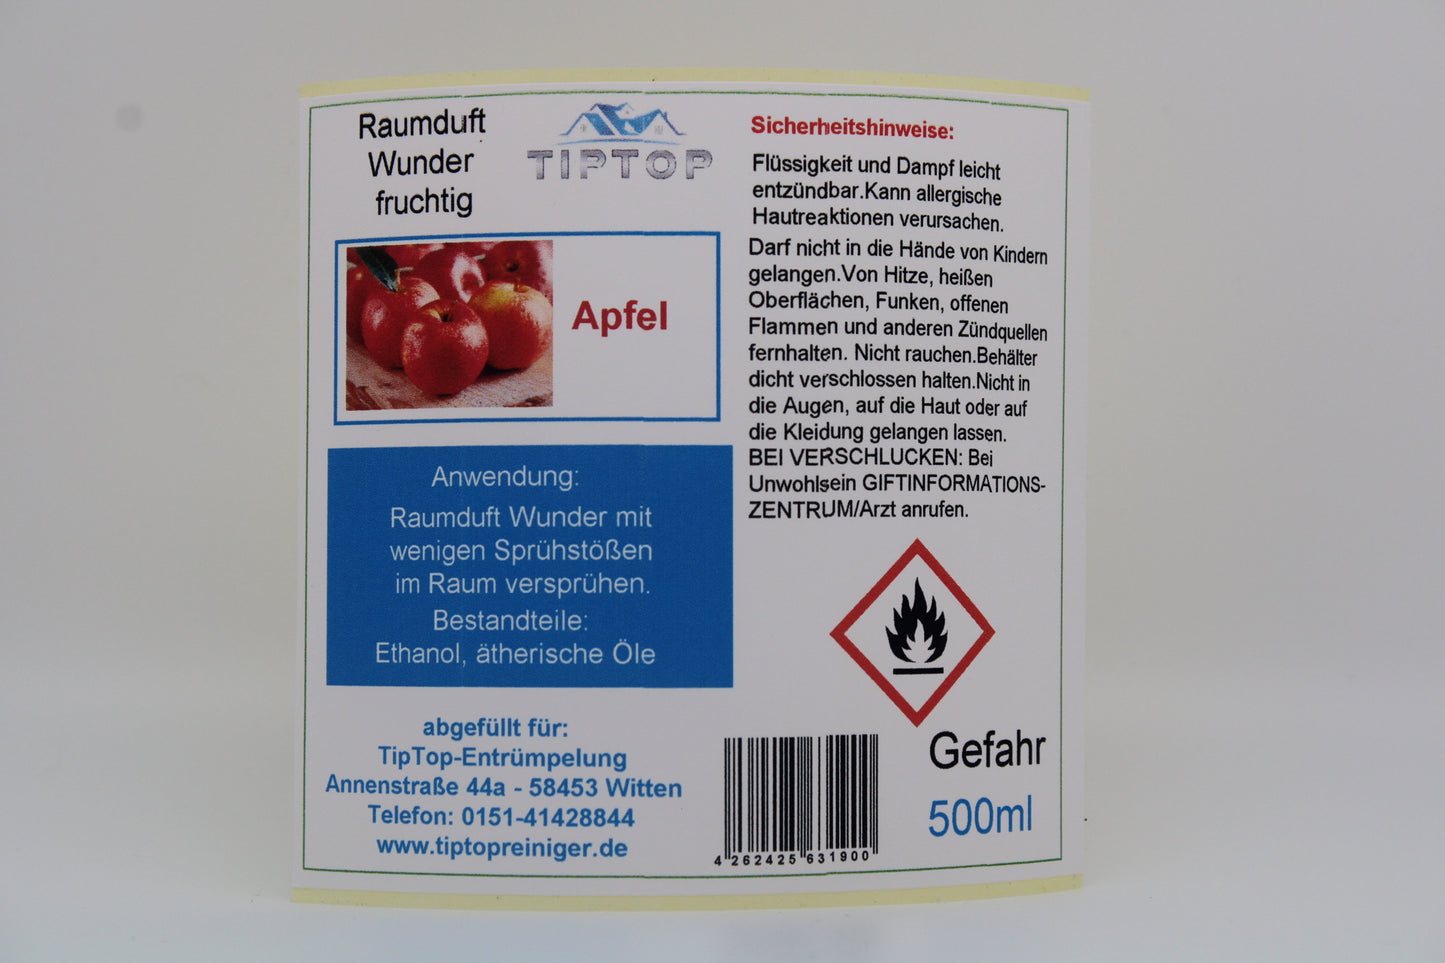 Raumduft
Wunder
fruchtig
TIPTOP
Apfel
Anwendung:
Raumduft Wunder mit
wenigen Sprühstößen
im Raum versprühen.
Bestandteile:
Ethanol, ätherische Öle
abgefüllt für:
TipTop-Entrümpelung
Annenstraße 44a - 58453 Witten
Telefon: 0151-41428844
www.tiptopreiniger.de
Sicherheitshinweise:
Flüssigkeit und Dampf leicht
entzündbar.Kann allergische
Hautreaktionen verursachen.
Darf nicht in die Hände von Kindern
gelangen.Von Hitze, heißen
Oberflächen, Funken, offenen
Flammen und anderen Zündquellen
fernhalten. Nicht rauchen.Behälter
dicht verschlossen halten.Nicht in
die Augen, auf die Haut oder auf
die Kleidung gelangen lassen.
BEI VERSCHLUCKEN: Bei
Unwohlsein GIFTINFORMATIONS-
ZENTRUM/Arzt anrufen.
Gefahr
500ml
4 262425 631900